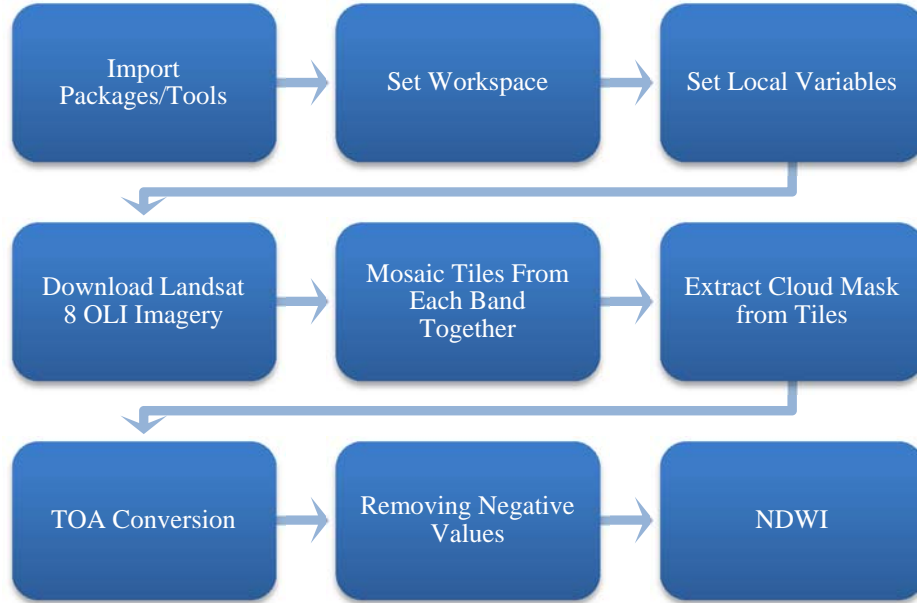 Import
Packages/Tools
Set Workspace
Set Local Variables
Download Landsat
8 OLI Imagery
Mosaic Tiles From
Each Band
Together
Extract Cloud Mask
from Tiles
TOA Conversion
Removing Negative
Values
NDWI